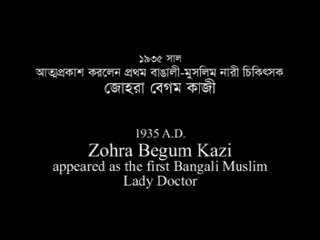 ১৯৩৫ সাল
আত্মপ্রকাশ করলেন প্রথম বাঙালী-মুসলিম নারী চিকিৎসক
জোহরা বেগম কাজী
1935 A.D.
Zohra Begum Kazi
appeared as the first Bangali Muslim
Lady Doctor